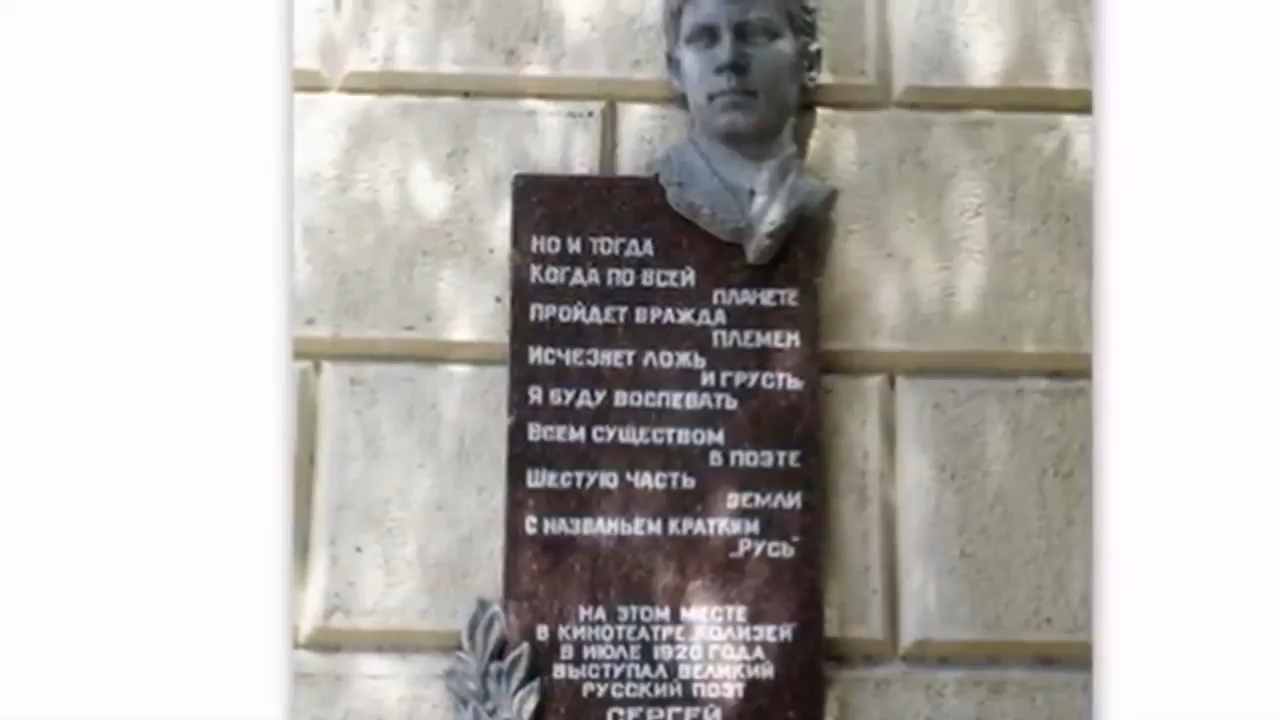 НО И ТОГДА
КОГДА ПО ВСЕЙ
ПЛАНЕТЕ
ПРОЙДЕТ ВРАЖДА
ПЛЕМЕН
ИСЧЕЗНЕТ ЛОЖЬ
И ГРУСТЬ,
Я БУДУ ВОСПЕВАТЬ
ВСЕМ СУЩЕСТВОМ
В ПОЭТЕ
ШЕСТУЮ ЧАСТЬ
ЗЕМЛИ
С НАЗВАНЬЕМ КРАТКИМ
„РУСЬ"
НА ЭТОМ МЕСТЕ
В КИНОТЕАТРЕ КОЛИЗЕЙ
В ИЮЛЕ 1920 ГОДА
ВЫСТУПАЛ ВЕЛИКИЙ
РУССКИЙ ПОЭТ
СЕРГЕЙ